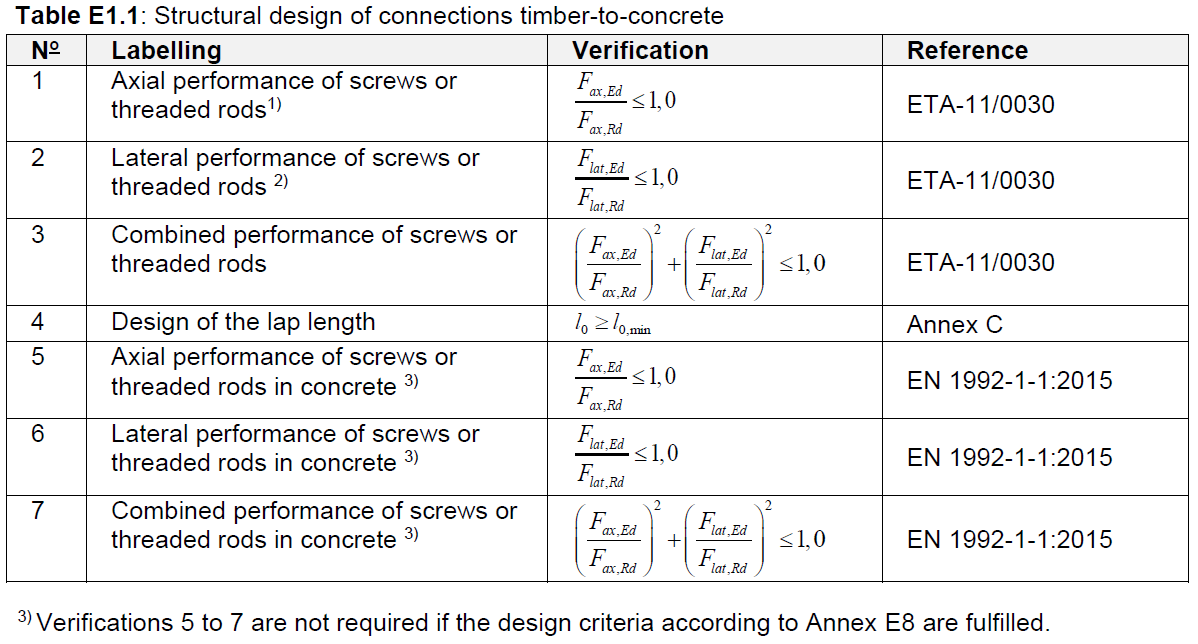 Table E1.1: Structural design of connections timber-to-concrete
Nº Labelling Verification Reference
1 Axial performance of screws or threaded rods1) F_ax,Ed / F_ax,Rd ≤ 1,0 ETA-11/0030
2 Lateral performance of screws or threaded rods 2) F_lat,Ed / F_lat,Rd ≤ 1,0 ETA-11/0030
3 Combined performance of screws or threaded rods (F_ax,Ed / F_ax,Rd)² + (F_lat,Ed / F_lat,Rd)² ≤ 1,0 ETA-11/0030
4 Design of the lap length l_0 ≥ l_0,min Annex C
5 Axial performance of screws or threaded rods in concrete 3) F_ax,Ed / F_ax,Rd ≤ 1,0 EN 1992-1-1:2015
6 Lateral performance of screws or threaded rods in concrete 3) F_lat,Ed / F_lat,Rd ≤ 1,0 EN 1992-1-1:2015
7 Combined performance of screws or threaded rods in concrete 3) (F_ax,Ed / F_ax,Rd)² + (F_lat,Ed / F_lat,Rd)² ≤ 1,0 EN 1992-1-1:2015
3) Verifications 5 to 7 are not required if the design criteria according to Annex E8 are fulfilled.